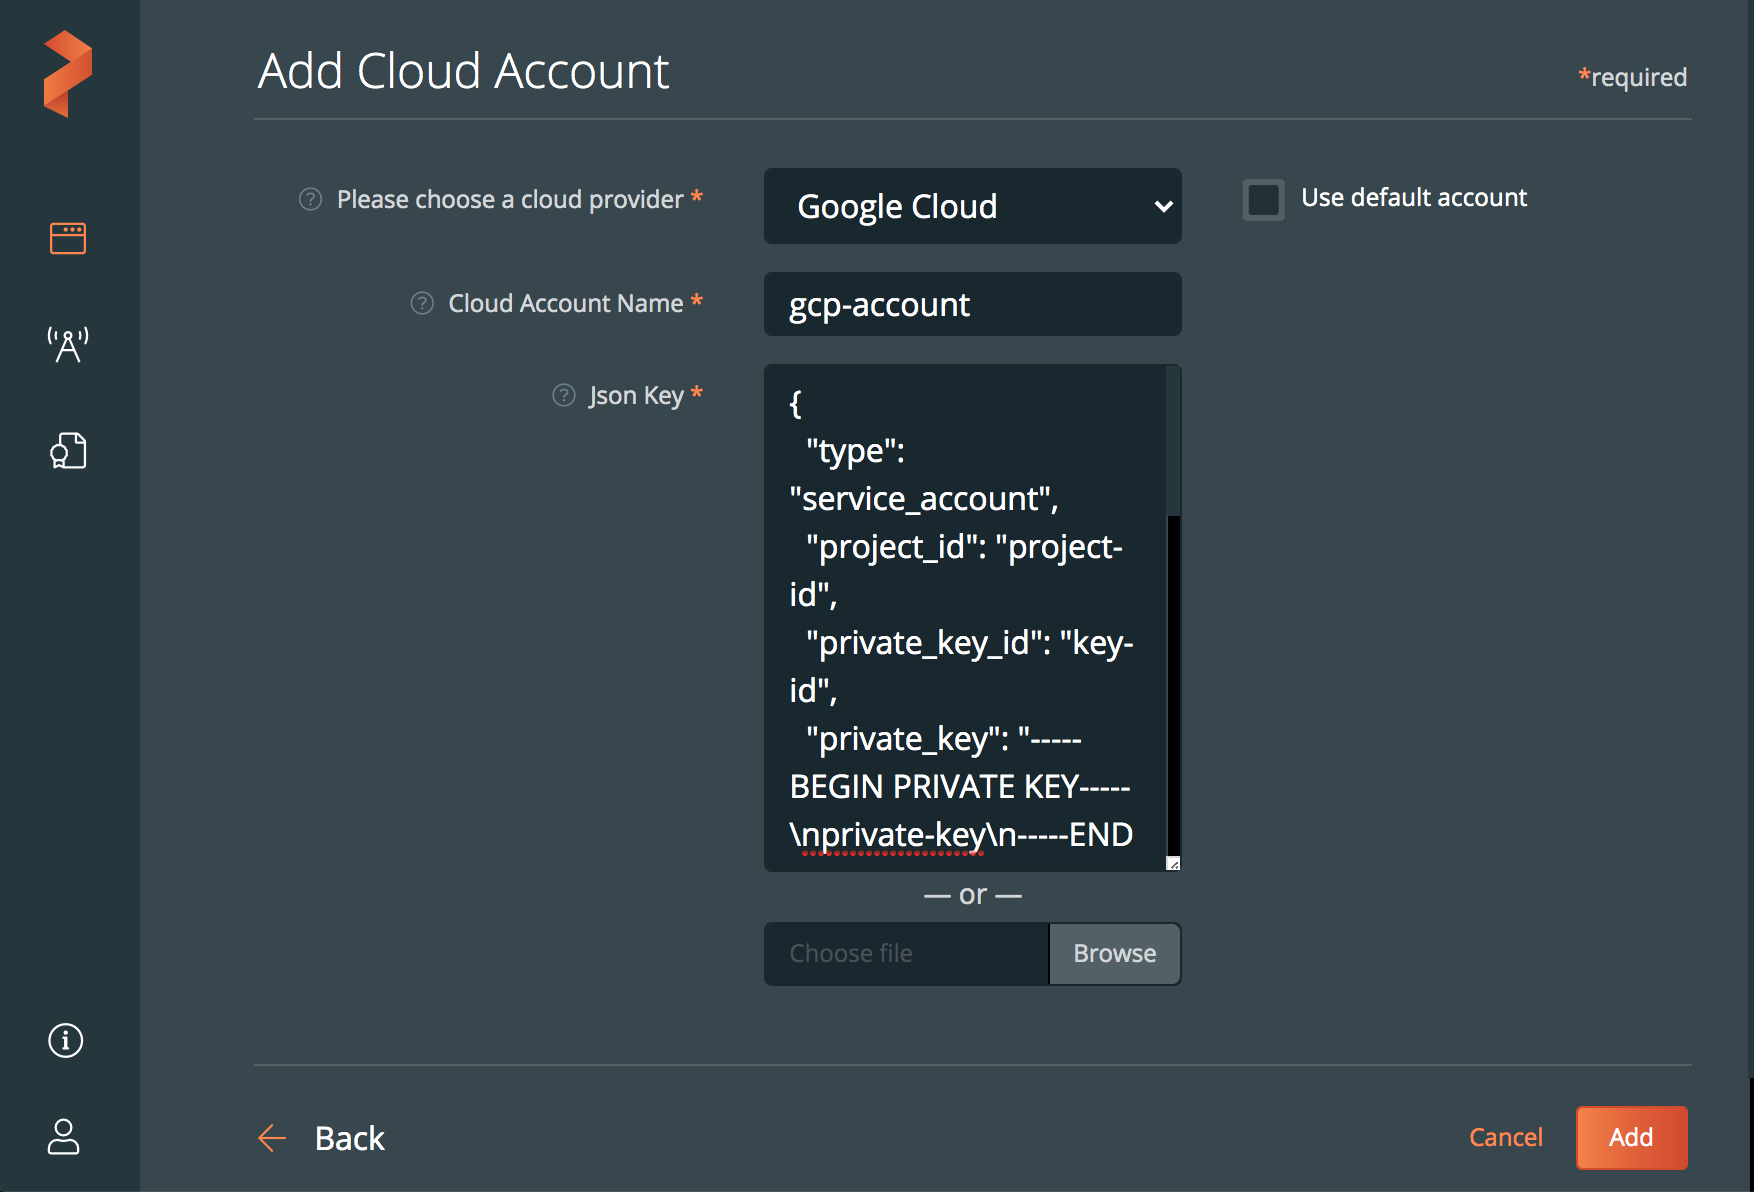 Add Cloud Account
*required
? Please choose a cloud provider *
Google Cloud
Use default account
? Cloud Account Name *
gcp-account
? Json Key *
{
"type":
"service_account",
"project_id": "project-
id",
"private_key_id": "key-
id",
"private_key": "-----
BEGIN PRIVATE KEY-----
\nprivate-key\n-----END
— or —
Choose file
Browse
Back
Cancel
Add